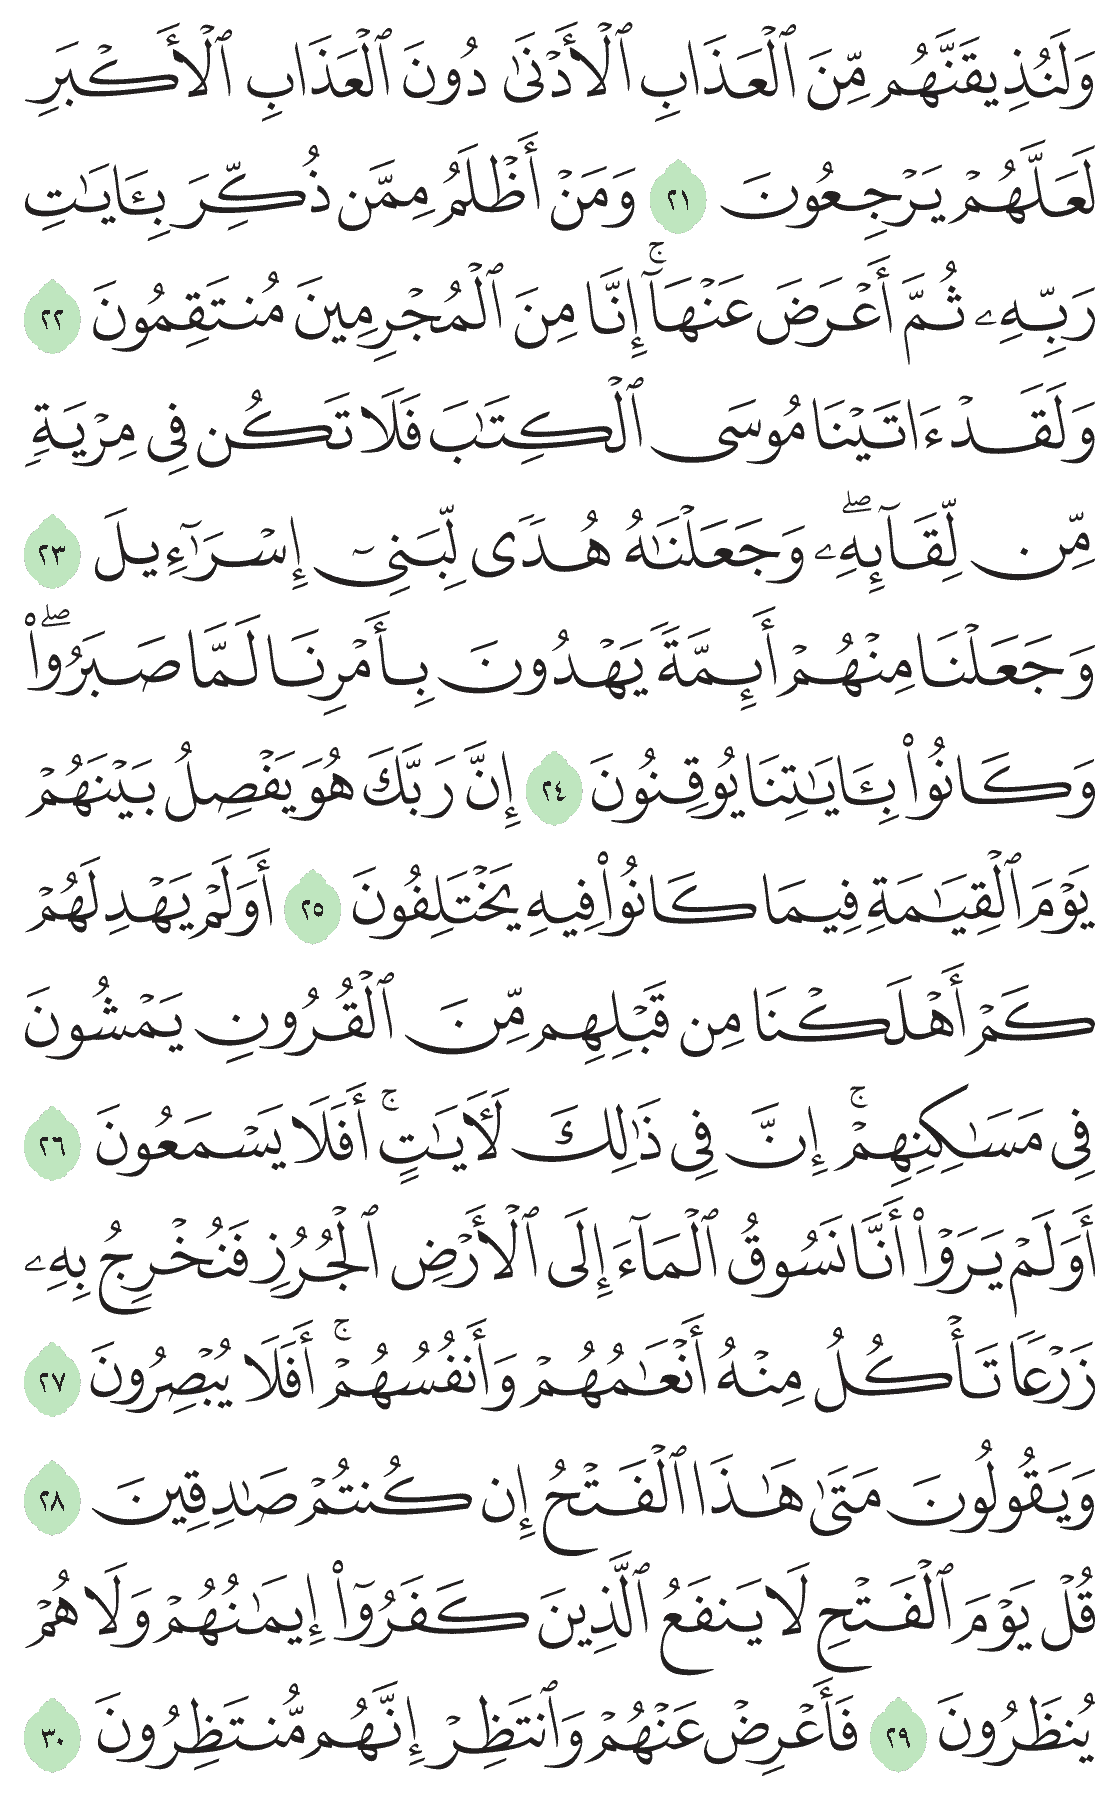 وَلَنُذِيقَنَّهُم مِّنَ ٱلْعَذَابِ ٱلْأَدْنَىٰ دُونَ ٱلْعَذَابِ ٱلْأَكْبَرِ
لَعَلَّهُمْ يَرْجِعُونَ ٢١ وَمَنْ أَظْلَمُ مِمَّن ذُكِّرَ بِـَٔايَـٰتِ
رَبِّهِۦ ثُمَّ أَعْرَضَ عَنْهَآ ۚ إِنَّا مِنَ ٱلْمُجْرِمِينَ مُنتَقِمُونَ ٢٢
وَلَقَدْ ءَاتَيْنَا مُوسَى ٱلْكِتَـٰبَ فَلَا تَكُن فِى مِرْيَةٍ
مِّن لِّقَآئِهِۦ ۖ وَجَعَلْنَـٰهُ هُدًى لِّبَنِىٓ إِسْرَٰٓءِيلَ ٢٣
وَجَعَلْنَا مِنْهُمْ أَئِمَّةً يَهْدُونَ بِأَمْرِنَا لَمَّا صَبَرُوا۟ ۖ
وَكَانُوا۟ بِـَٔايَـٰتِنَا يُوقِنُونَ ٢٤ إِنَّ رَبَّكَ هُوَ يَفْصِلُ بَيْنَهُمْ
يَوْمَ ٱلْقِيَـٰمَةِ فِيمَا كَانُوا۟ فِيهِ يَخْتَلِفُونَ ٢٥ أَوَلَمْ يَهْدِ لَهُمْ
كَمْ أَهْلَكْنَا مِن قَبْلِهِم مِّنَ ٱلْقُرُونِ يَمْشُونَ
فِى مَسَـٰكِنِهِمْ ۚ إِنَّ فِى ذَٰلِكَ لَـَٔايَـٰتٍ ۚ أَفَلَا يَسْمَعُونَ ٢٦
أَوَلَمْ يَرَوْا۟ أَنَّا نَسُوقُ ٱلْمَآءَ إِلَى ٱلْأَرْضِ ٱلْجُرُزِ فَنُخْرِجُ بِهِۦ
زَرْعًا تَأْكُلُ مِنْهُ أَنْعَـٰمُهُمْ وَأَنفُسُهُمْ ۚ أَفَلَا يُبْصِرُونَ ٢٧
وَيَقُولُونَ مَتَىٰ هَـٰذَا ٱلْفَتْحُ إِن كُنتُمْ صَـٰدِقِينَ ٢٨
قُلْ يَوْمَ ٱلْفَتْحِ لَا يَنفَعُ ٱلَّذِينَ كَفَرُوٓا۟ إِيمَـٰنُهُمْ وَلَا هُمْ
يُنظَرُونَ ٢٩ فَأَعْرِضْ عَنْهُمْ وَٱنتَظِرْ إِنَّهُم مُّنتَظِرُونَ ٣٠